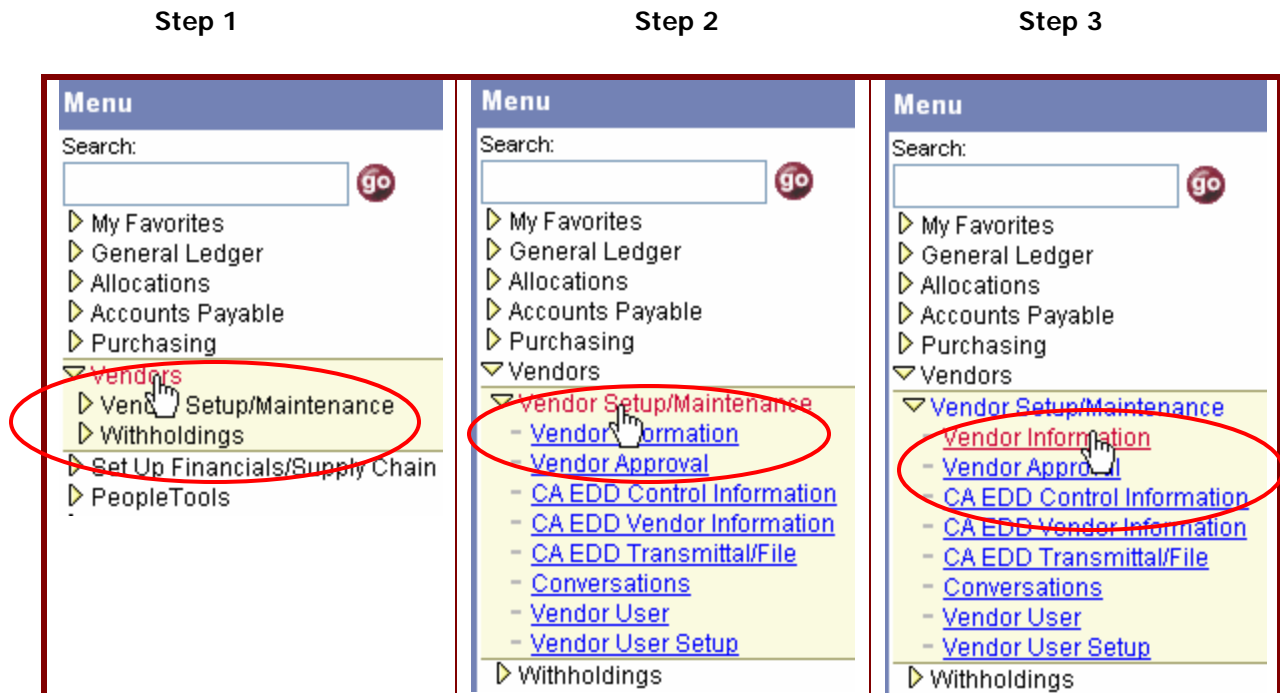 Step 1
Step 2
Step 3
Menu
Search:
go
My Favorites
General Ledger
Allocations
Accounts Payable
Purchasing
Vendors
Vendor Setup/Maintenance
Withholdings
Set Up Financials/Supply Chain
PeopleTools
Menu
Search:
go
My Favorites
General Ledger
Allocations
Accounts Payable
Purchasing
Vendors
Vendor Setup/Maintenance
Vendor Information
Vendor Approval
CA EDD Control Information
CA EDD Vendor Information
CA EDD Transmittal/File
Conversations
Vendor User
Vendor User Setup
Withholdings
Menu
Search:
go
My Favorites
General Ledger
Allocations
Accounts Payable
Purchasing
Vendors
Vendor Setup/Maintenance
Vendor Information
Vendor Approval
CA EDD Control Information
CA EDD Vendor Information
CA EDD Transmittal/File
Conversations
Vendor User
Vendor User Setup
Withholdings